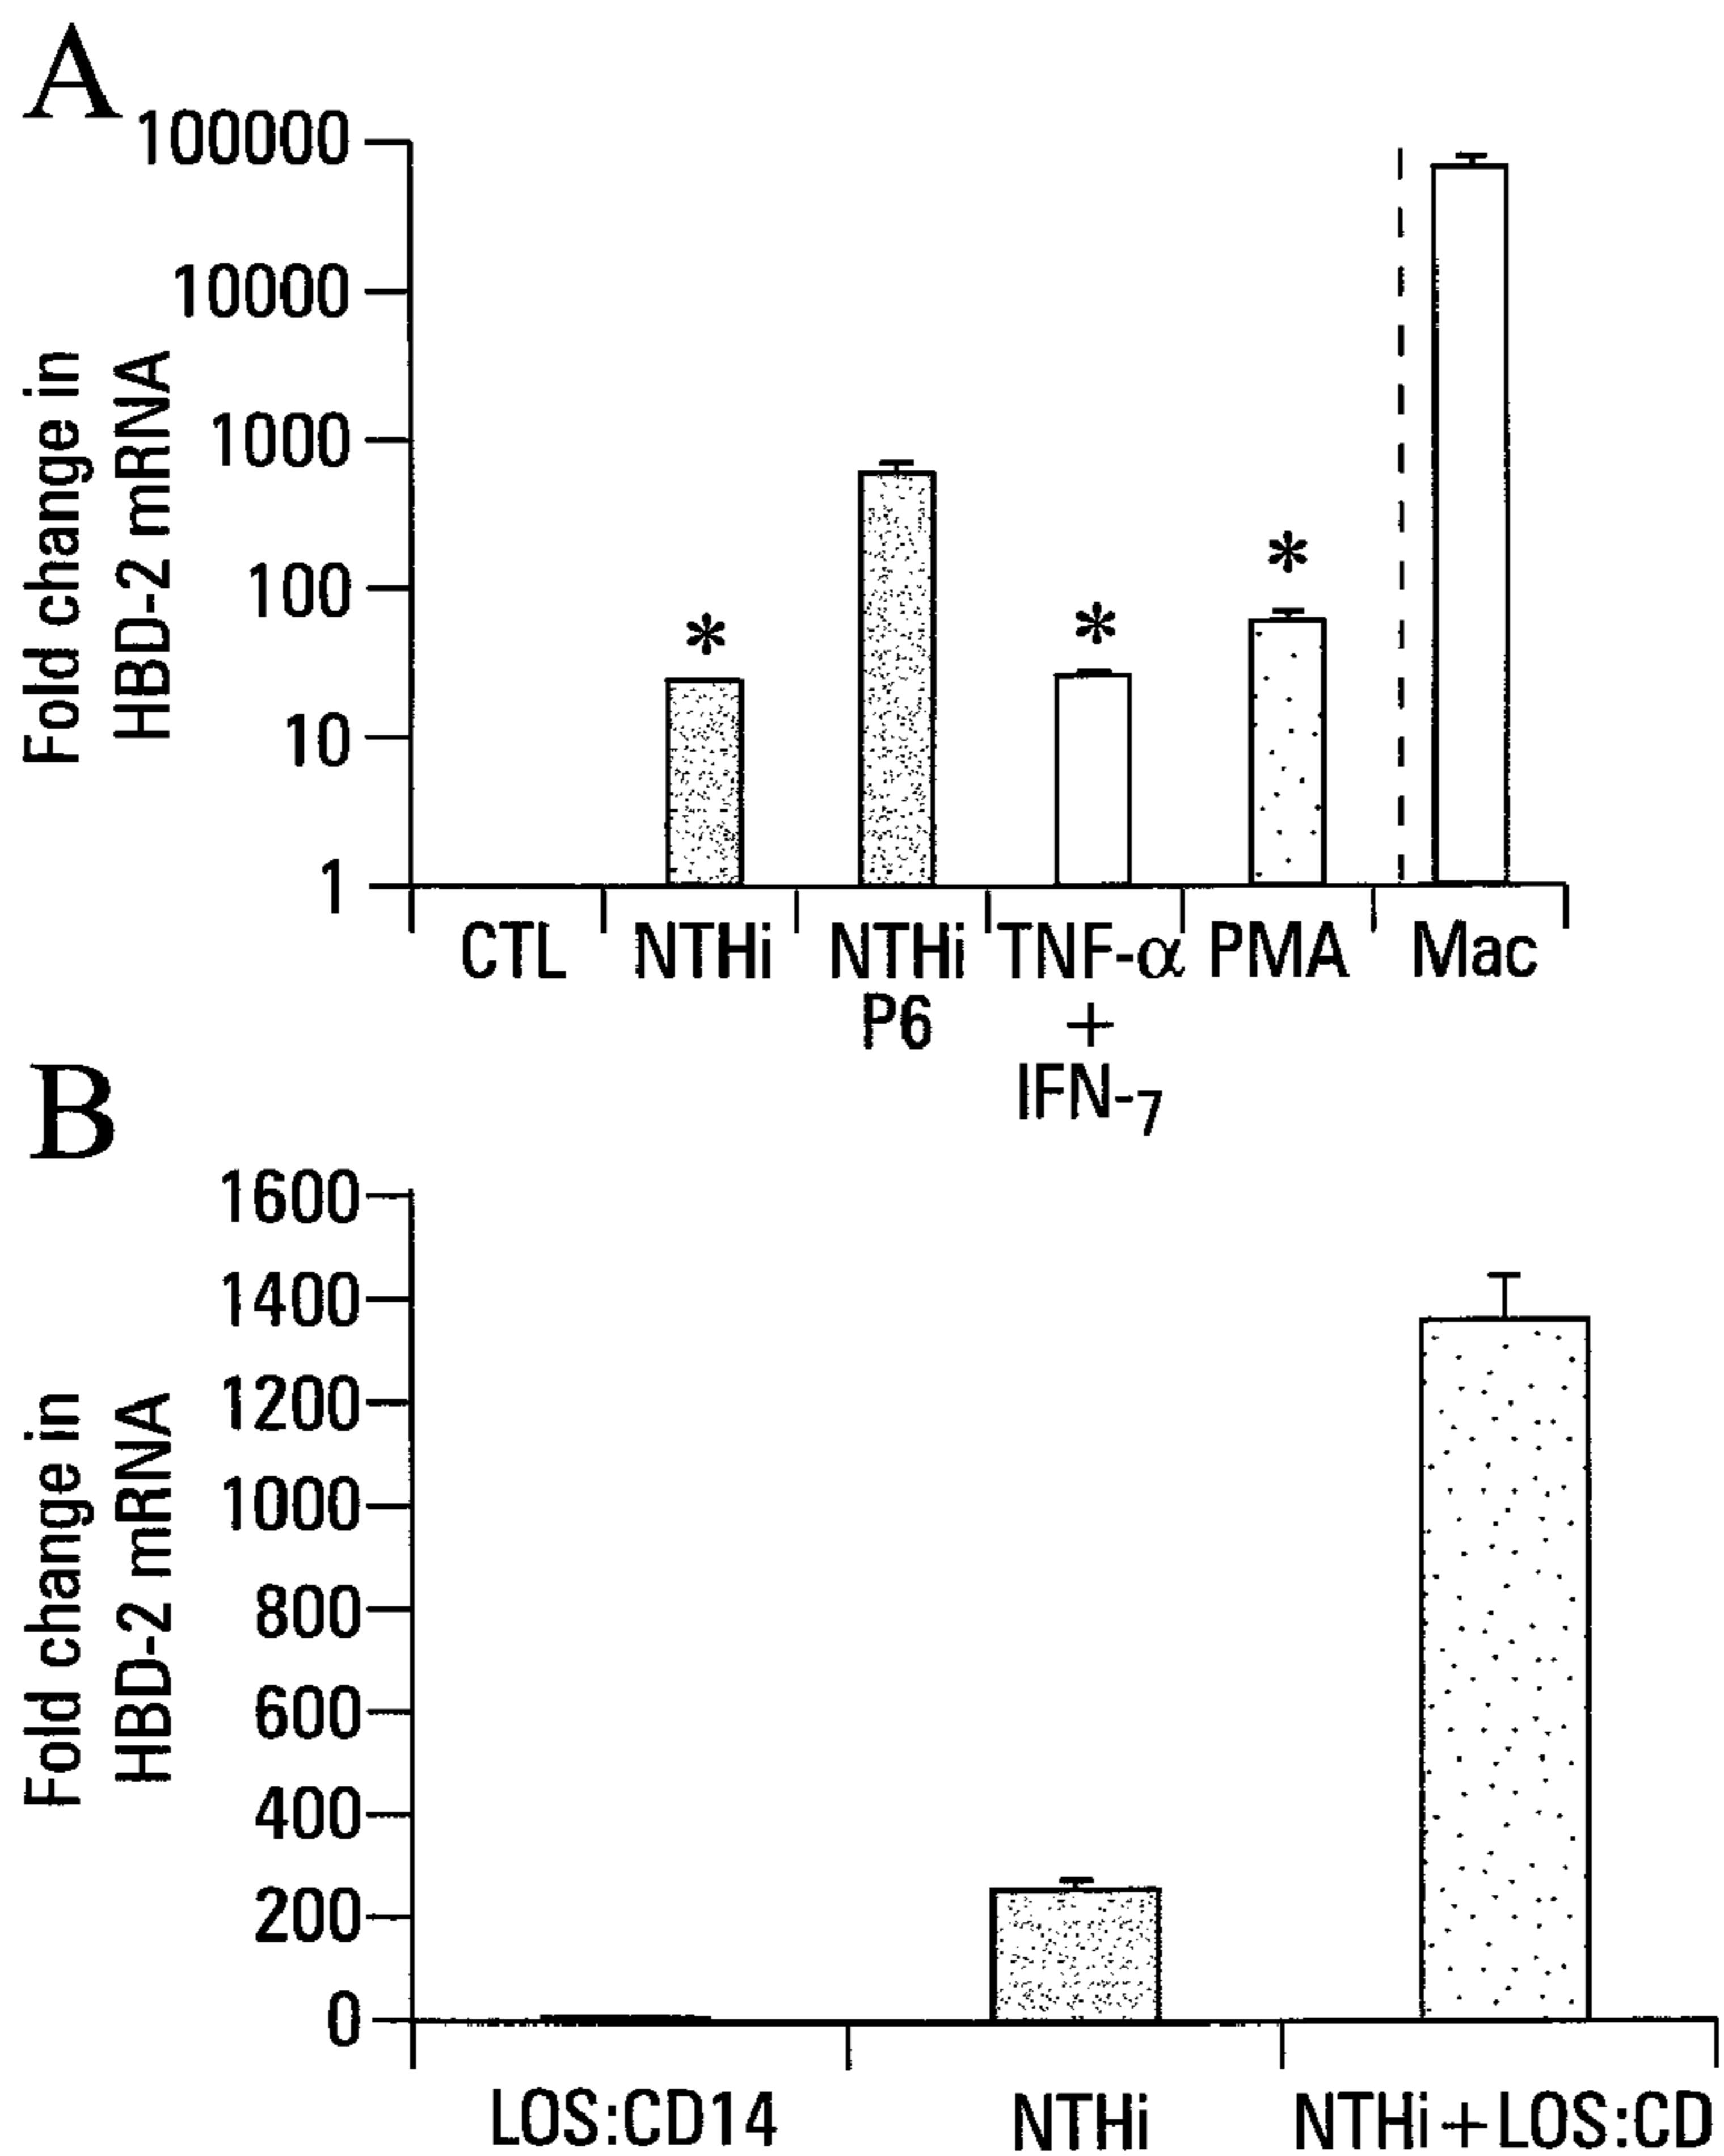 A
100000
10000
1000
100
10
1
Fold change in
HBD-2 mRNA
*
*
*
CTL NTHi NTHi TNF-α PMA Mac
P6 +
IFN-7
B
1600
1400
1200
1000
800
600
400
200
0
Fold change in
HBD-2 mRNA
LOS:CD14 NTHi NTHi+LOS:CD